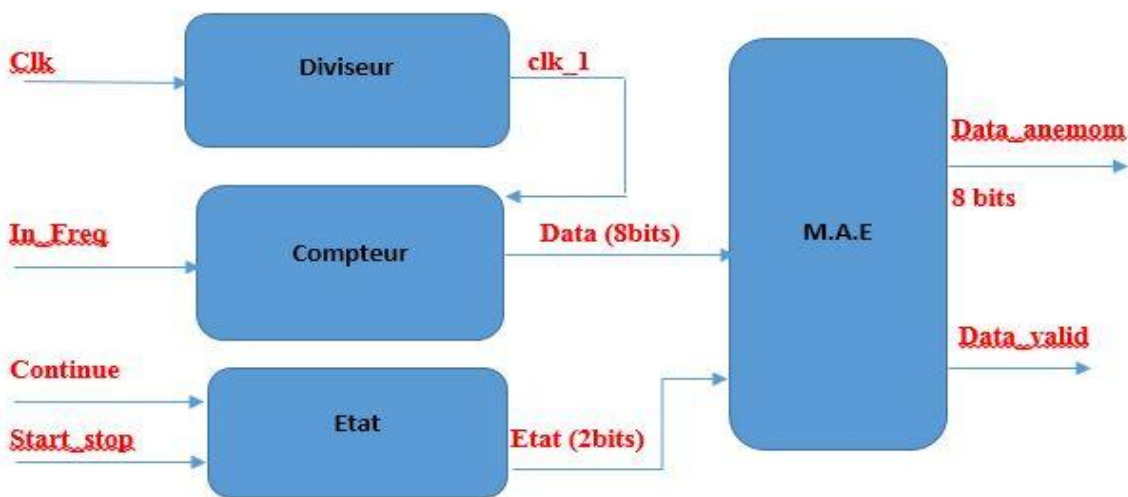 Clk
Diviseur
clk_1
In_Freq
Compteur
Data (8bits)
M.A.E
Data_anemom
8 bits
Data_valid
Continue
Start_stop
Etat
Etat (2bits)